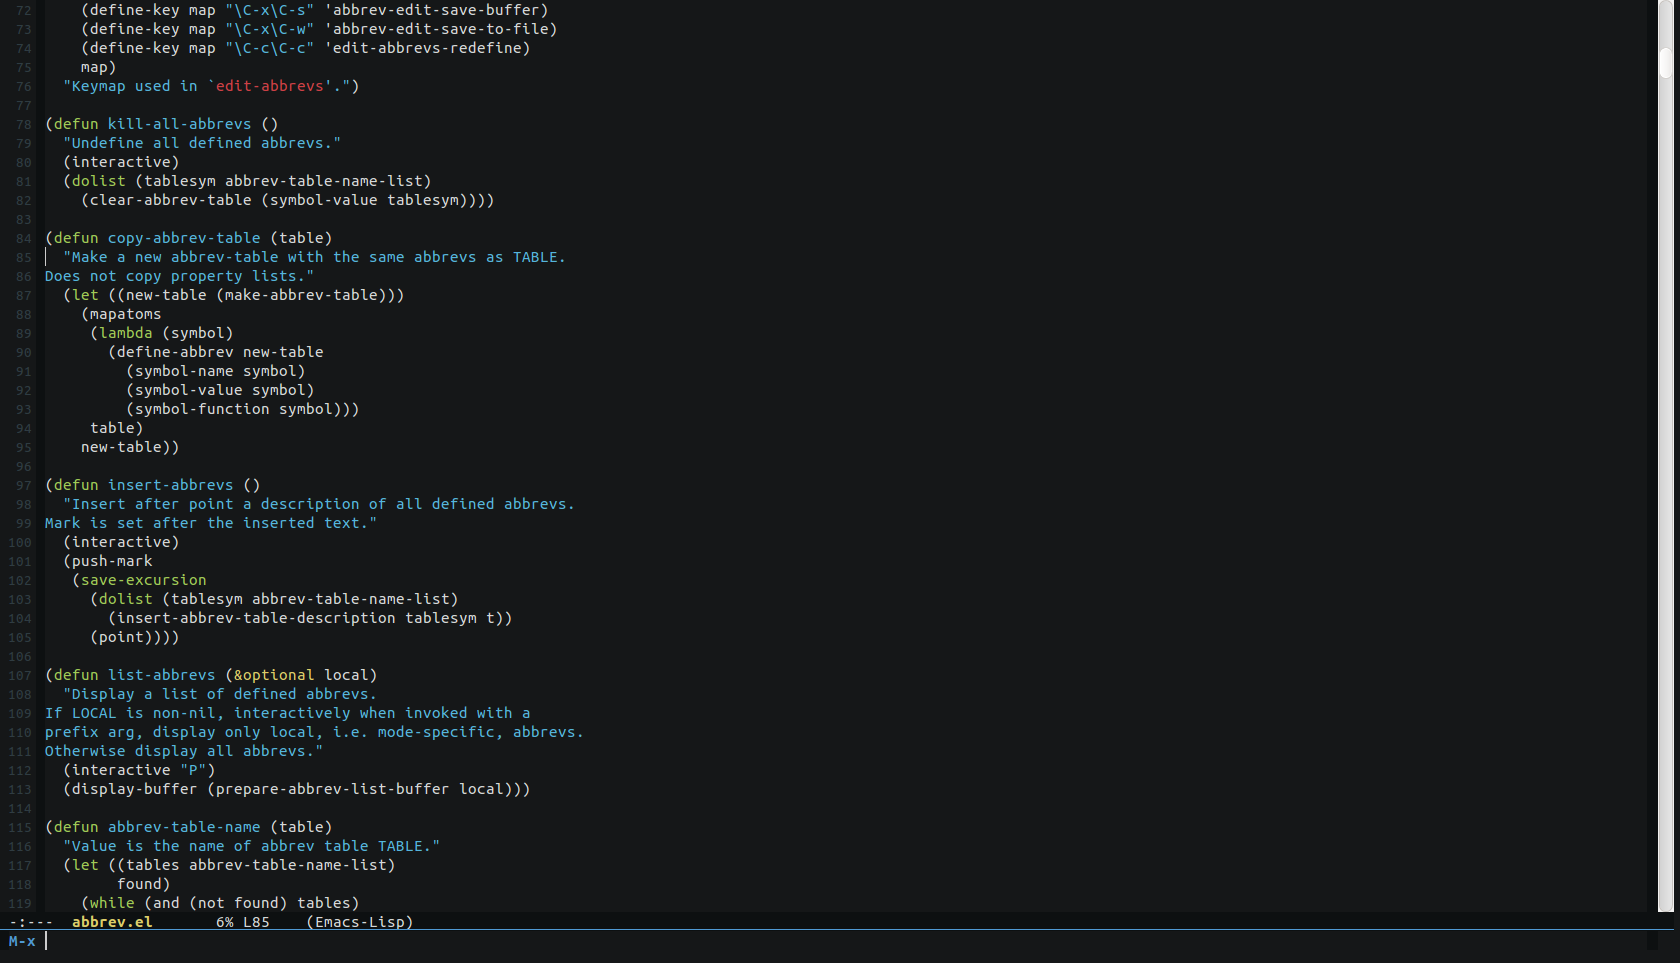 72 (define-key map "\C-x\C-s" 'abbrev-edit-save-buffer)
73 (define-key map "\C-x\C-w" 'abbrev-edit-save-to-file)
74 (define-key map "\C-c\C-c" 'edit-abbrevs-redefine)
75 map)
76 "Keymap used in `edit-abbrevs'.")
77
78 (defun kill-all-abbrevs ()
79 "Undefine all defined abbrevs."
80 (interactive)
81 (dolist (tablesym abbrev-table-name-list)
82 (clear-abbrev-table (symbol-value tablesym))))
83
84 (defun copy-abbrev-table (table)
85 "Make a new abbrev-table with the same abbrevs as TABLE.
86 Does not copy property lists."
87 (let ((new-table (make-abbrev-table)))
88 (mapatoms
89 (lambda (symbol)
90 (define-abbrev new-table
91 (symbol-name symbol)
92 (symbol-value symbol)
93 (symbol-function symbol)))
94 table)
95 new-table))
96
97 (defun insert-abbrevs ()
98 "Insert after point a description of all defined abbrevs.
99 Mark is set after the inserted text."
100 (interactive)
101 (push-mark
102 (save-excursion
103 (dolist (tablesym abbrev-table-name-list)
104 (insert-abbrev-table-description tablesym t))
105 (point))))
106
107 (defun list-abbrevs (&optional local)
108 "Display a list of defined abbrevs.
109 If LOCAL is non-nil, interactively when invoked with a
110 prefix arg, display only local, i.e. mode-specific, abbrevs.
111 Otherwise display all abbrevs."
112 (interactive "P")
113 (display-buffer (prepare-abbrev-list-buffer local)))
114
115 (defun abbrev-table-name (table)
116 "Value is the name of abbrev table TABLE."
117 (let ((tables abbrev-table-name-list)
118 found)
119 (while (and (not found) tables)
-:--- abbrev.el 6% L85 (Emacs-Lisp)
M-x